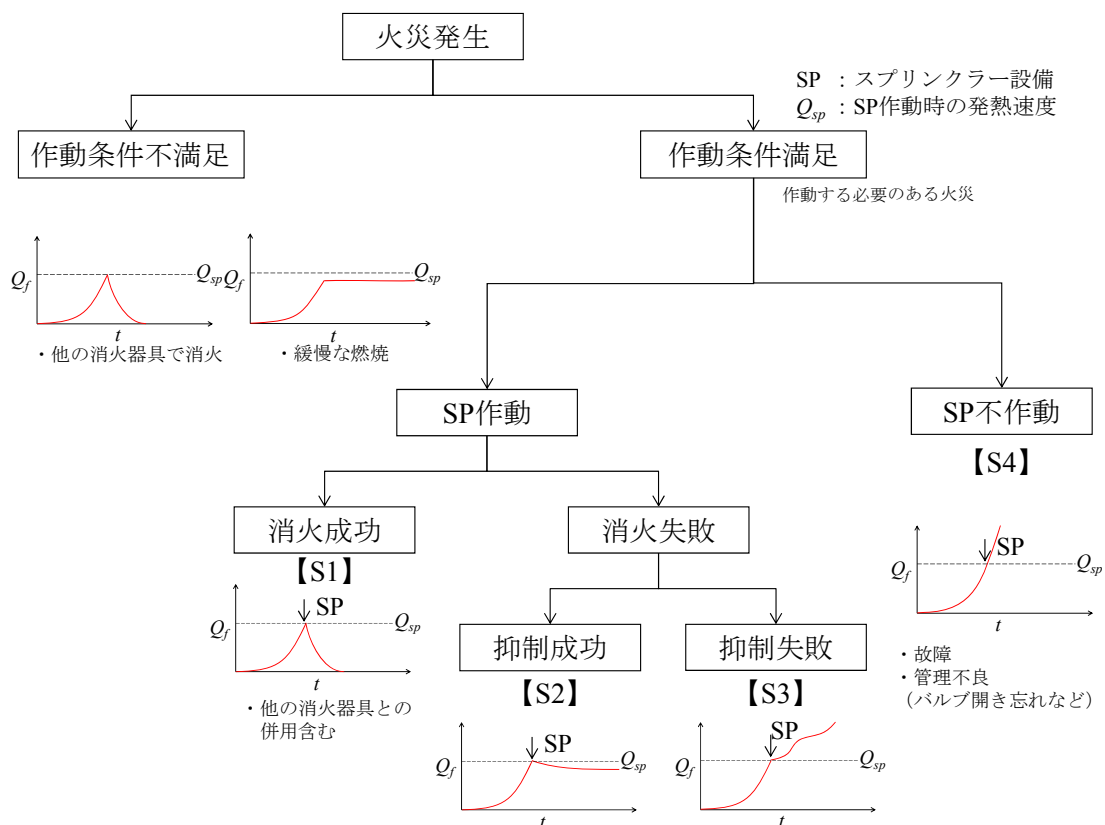 火災発生
SP ：スプリンクラー設備
Qsp：SP作動時の発熱速度
作動条件不満足
作動条件満足
作動する必要のある火災
Qf
Qsp
t
・他の消火器具で消火
Qf
Qsp
t
・緩慢な燃焼
SP作動
SP不作動
【S4】
消火成功
【S1】
消火失敗
SP
Qf
Qsp
t
・他の消火器具との
併用含む
SP
Qf
Qsp
t
・故障
・管理不良
（バルブ開き忘れなど）
抑制成功
【S2】
抑制失敗
【S3】
SP
Qf
Qsp
t
SP
Qf
Qsp
t